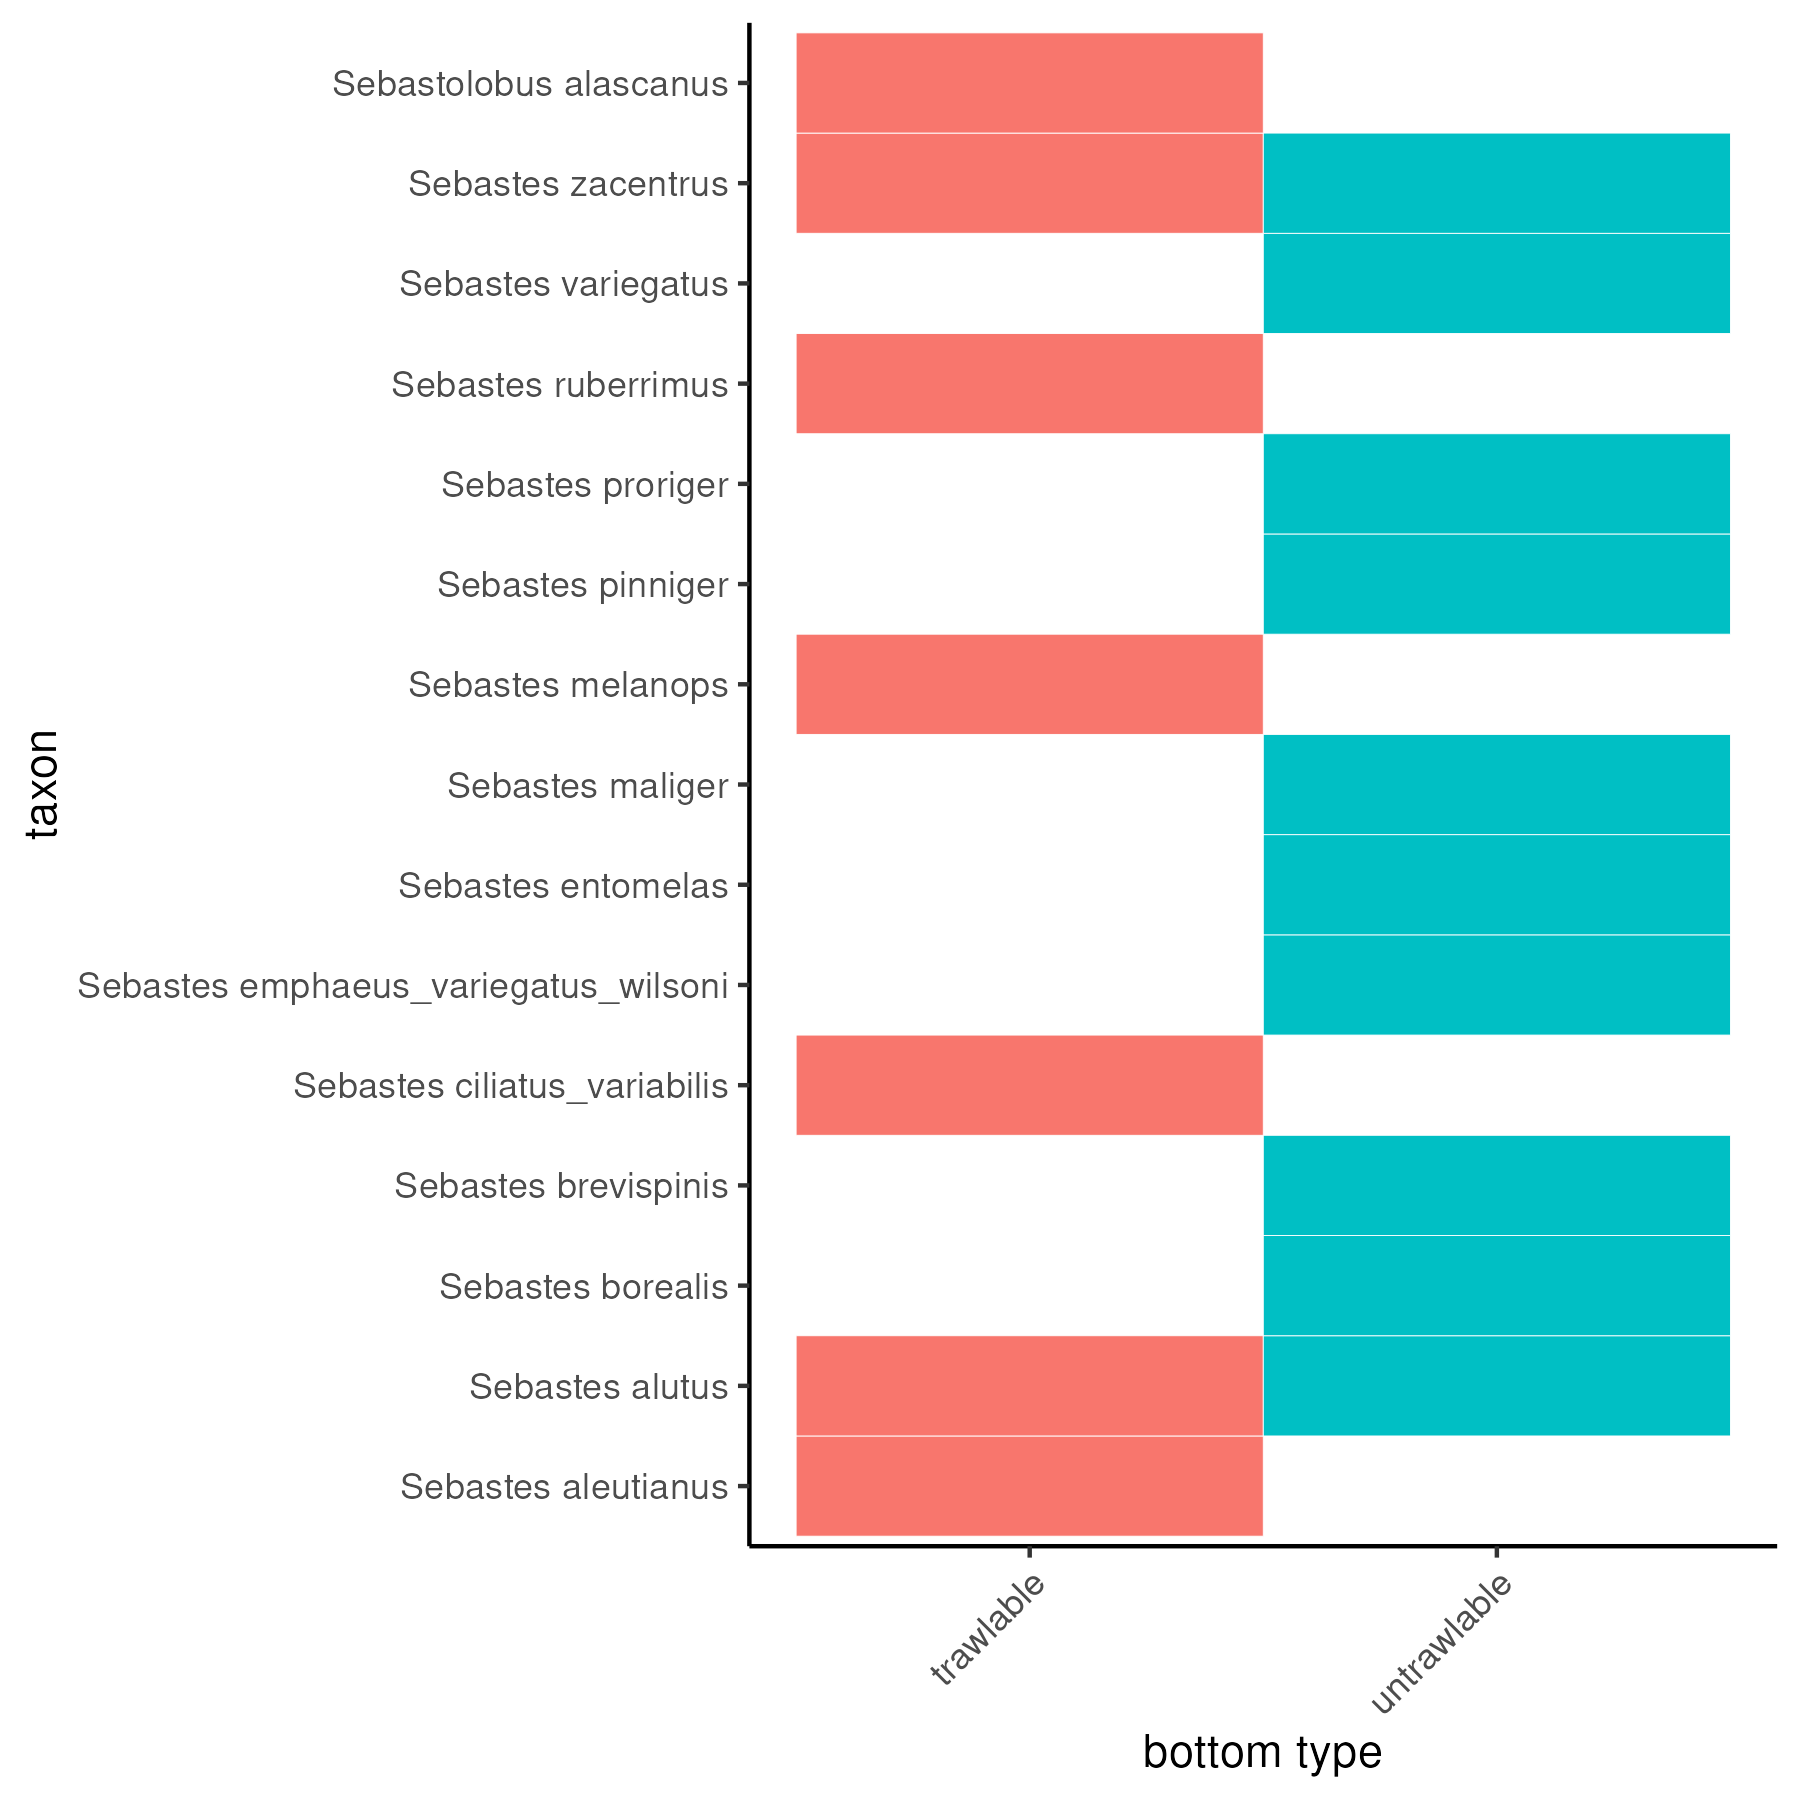 Sebastolobus alascanus
Sebastes zacentrus
Sebastes variegatus
Sebastes ruberrimus
Sebastes proriger
Sebastes pinniger
Sebastes melanops
Sebastes maliger
Sebastes entomelas
Sebastes emphaeus_variegatus_wilsoni
Sebastes ciliatus_variabilis
Sebastes brevispinis
Sebastes borealis
Sebastes alutus
Sebastes aleutianus
taxon
trawlable
untrawlable
bottom type